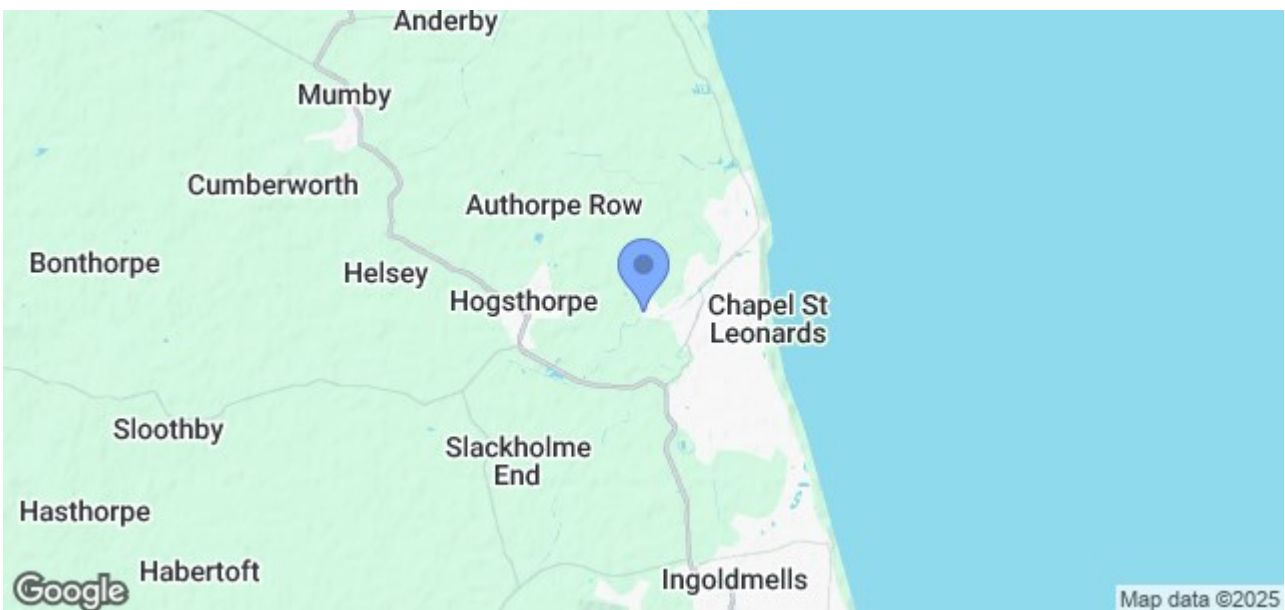 Anderby
Mumby
Cumberworth
Authorpe Row
Bonthorpe
Helsey
Hogsthorpe
Chapel St
Leonards
Sloothby
Slackholme
End
Hasthorpe
Habertoft
Ingoldmells
Google
Map data ©2025